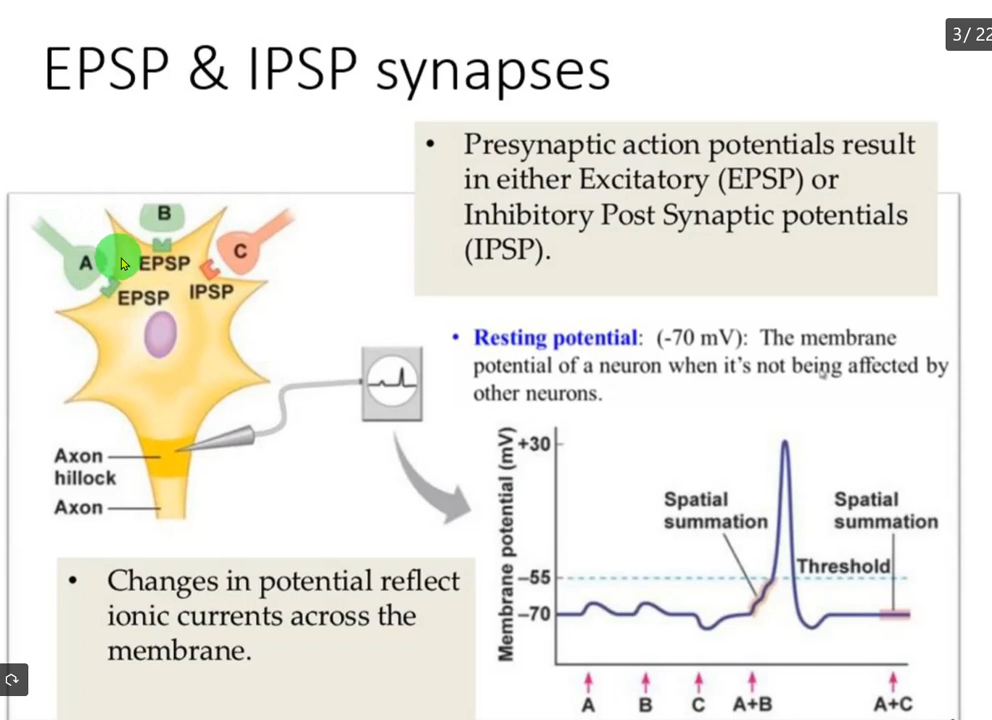 3/ 22
EPSP & IPSP synapses
• Presynaptic action potentials result
in either Excitatory (EPSP) or
Inhibitory Post Synaptic potentials
(IPSP).
B
A
C
EPSP
EPSP
IPSP
• Resting potential: (-70 mV): The membrane
potential of a neuron when it's not being affected by
other neurons.
Axon
hillock
Axon
• Changes in potential reflect
ionic currents across the
membrane.
Membrane potential (mV)
+30
–55
–70
Spatial
summation
Spatial
summation
Threshold
A B C A+B A+C